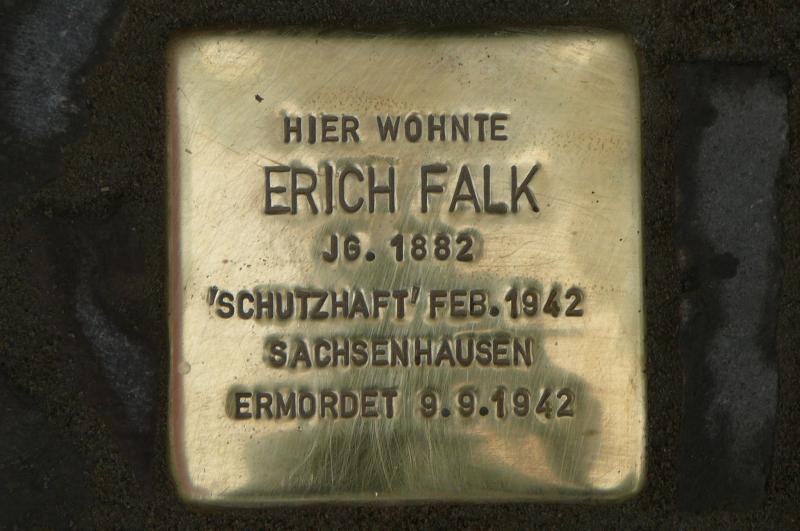 HIER WOHNTE
ERICH FALK
JG. 1882
'SCHUTZHAFT' FEB. 1942
SACHSENHAUSEN
ERMORDET 9.9.1942